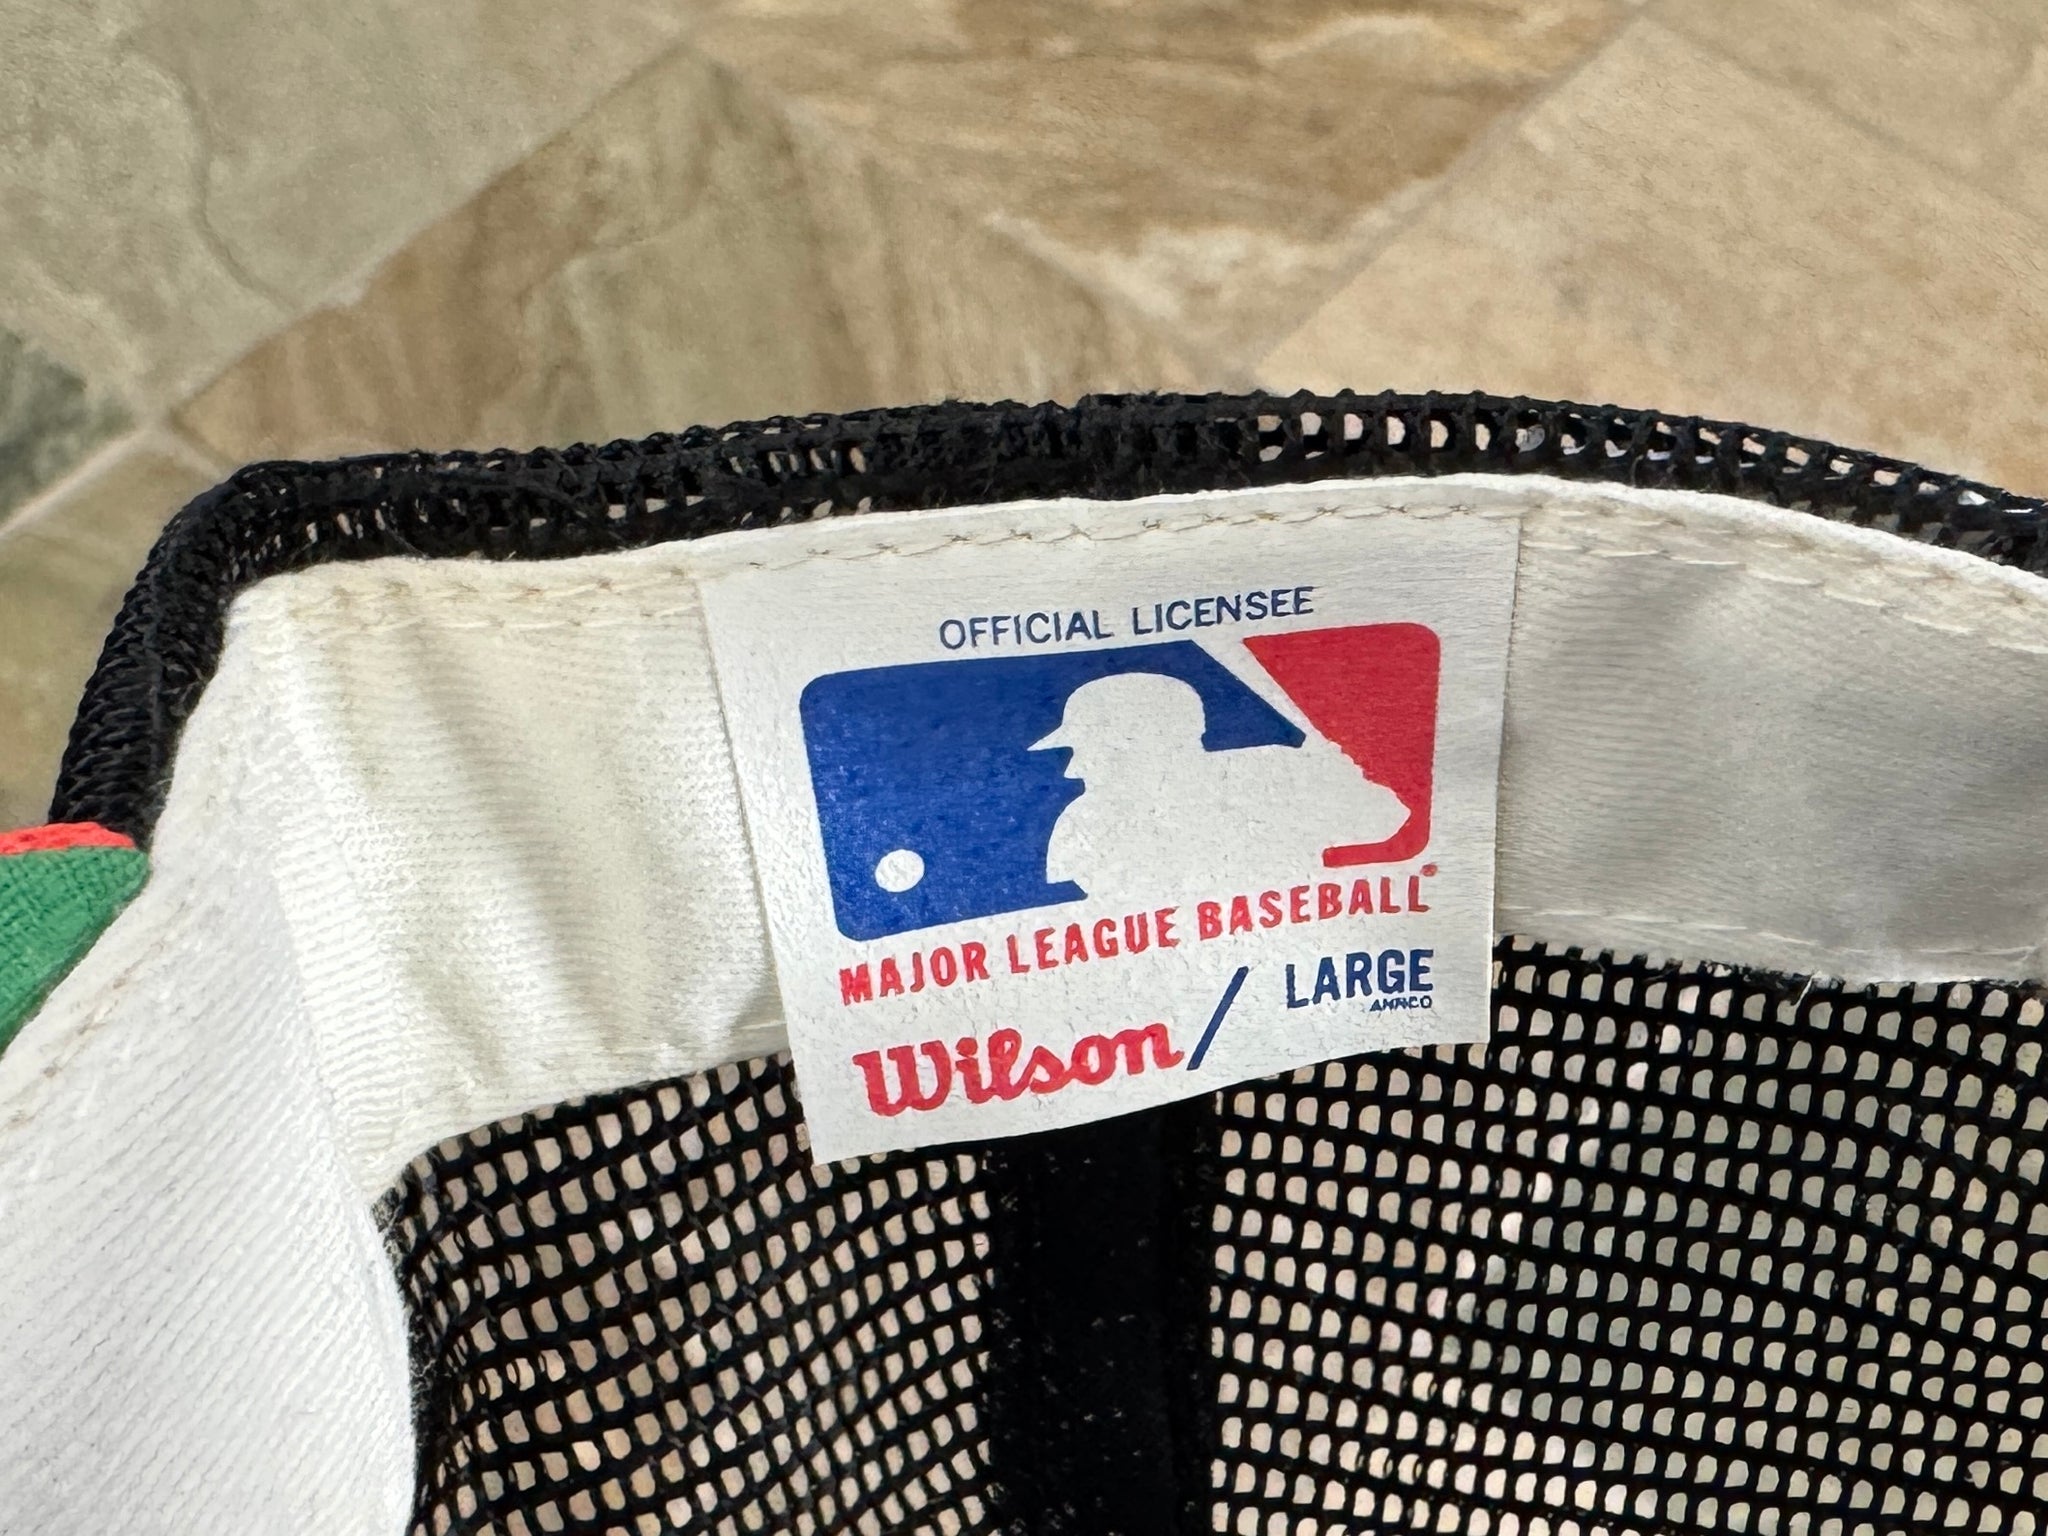 OFFICIAL LICENSEE
MAJOR LEAGUE BASEBALL®
Wilson / LARGE